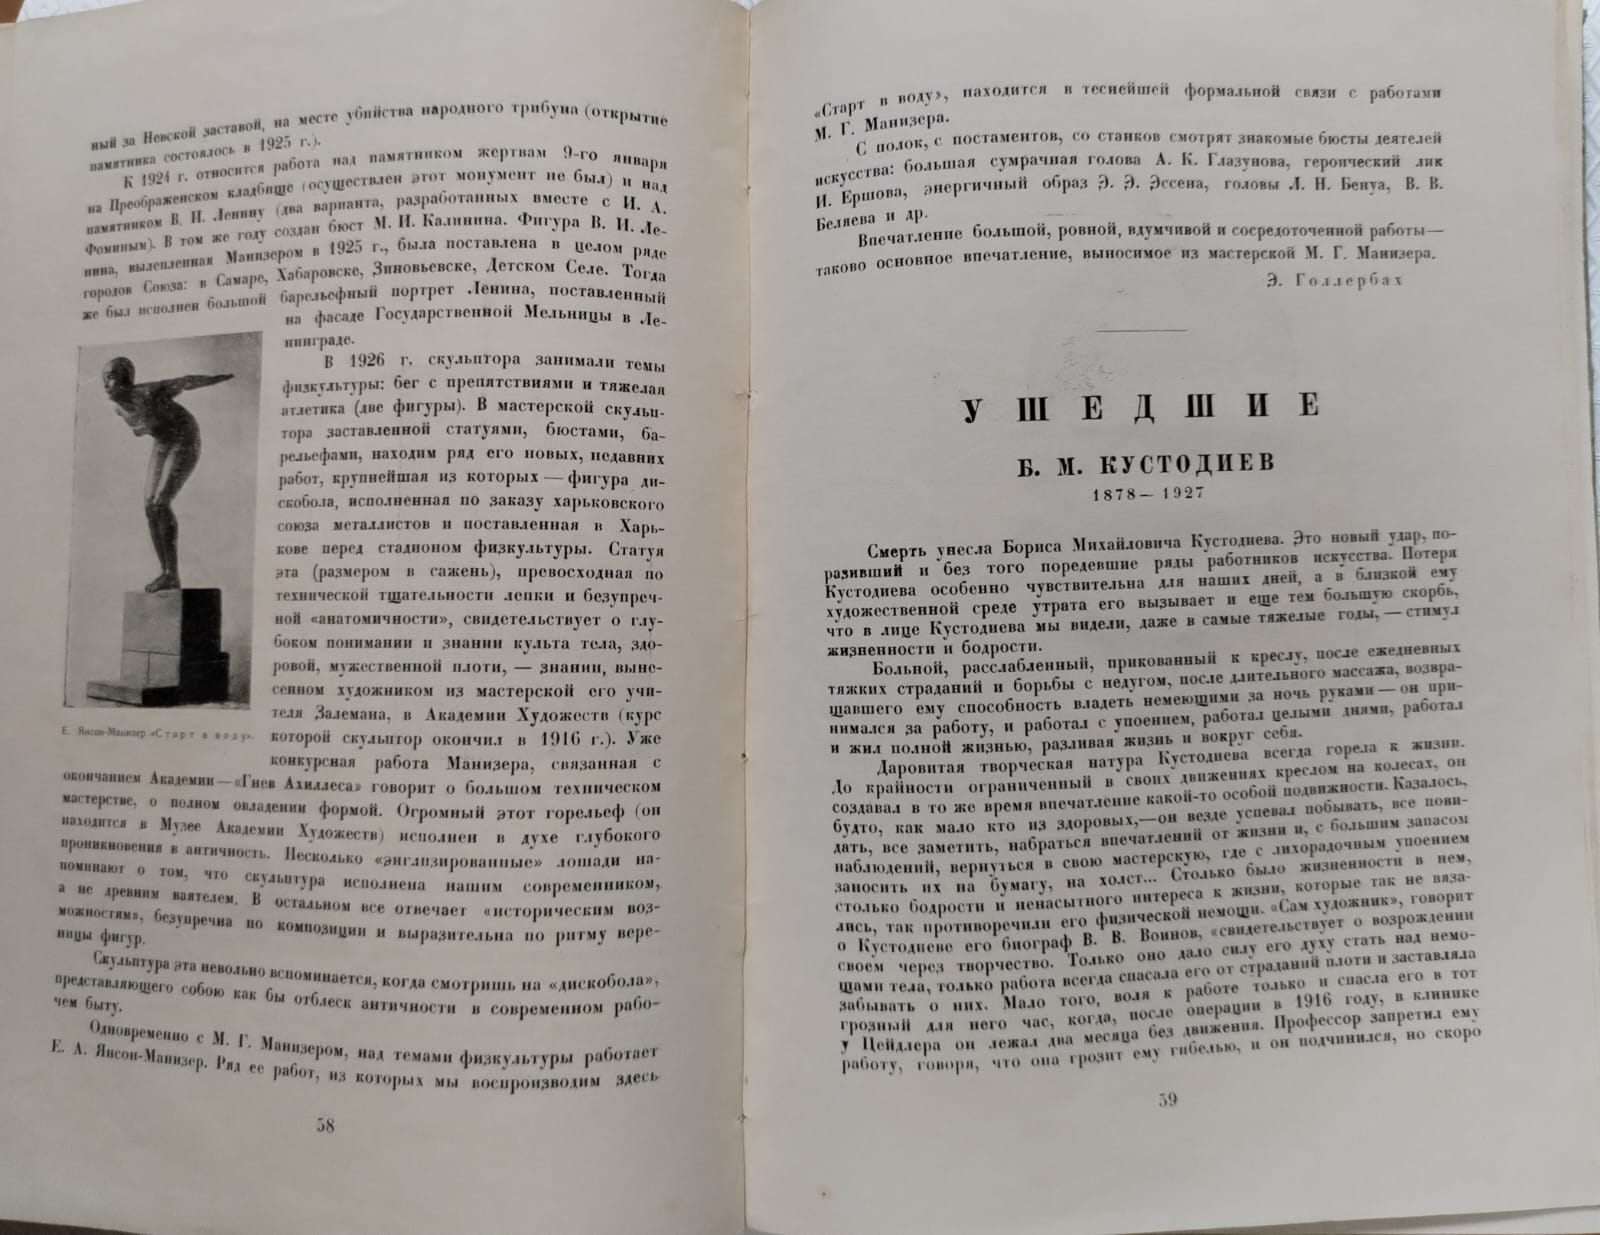 ный за Невской заставой, на месте убийства народного трибуна (открытие
памятника состоялось в 1925 г.).
К 1924 г. относится работа над памятником жертвам 9-го января
на Преображенском кладбище (осуществлен этот монумент не был) и над
памятником В. И. Ленину (два варианта, разработанных вместе с И. А.
Фоминым). В том же году создан бюст М. И. Калинина. Фигура В. И. Ле-
нина, вылепленная Манизером в 1925 г., была поставлена в целом ряде
городов Союза: в Самаре, Хабаровске, Зиновьевске, Детском Селе. Тогда
же был исполнен большой барельефный портрет Ленина, поставленный
на фасаде Государственной Мельницы в Ле-
нинграде.
В 1926 г. скульптора занимали темы
физкультуры: бег с препятствиями и тяжелая
атлетика (две фигуры). В мастерской скульп-
тора заставленной статуями, бюстами, ба-
рельефами, находим ряд его новых, недавних
работ, крупнейшая из которых — фигура ди-
скобола, исполненная по заказу харьковского
союза металлистов и поставленная в Харь-
кове перед стадионом физкультуры. Статуя
эта (размером в сажень), превосходная по
технической тщательности лепки и безупреч-
ной «анатомичности», свидетельствует о глу-
боком понимании и знании культа тела, здо-
ровой, мужественной плоти, — знании, выне-
сенном художником из мастерской его учи-
теля Залемана, в Академии Художеств (курс
которой скульптор окончил в 1916 г.). Уже
конкурсная работа Манизера, связанная с
окончанием Академии — «Гнев Ахиллеса» говорит о большом техническом
мастерстве, о полном овладении формой. Огромный этот горельеф (он
находится в Музее Академии Художеств) исполнен в духе глубокого
проникновения в античность. Несколько «энглизированные» лошади на-
поминают о том, что скульптура исполнена нашим современником,
а не древним ваятелем. В остальном все отвечает «историческим воз-
можностям», безупречна по композиции и выразительна по ритму вере-
ницы фигур.
Скульптура эта невольно вспоминается, когда смотришь на «дискобола»,
представляющего собою как бы отблеск античности в современном рабо-
чем быту.
Одновременно с М. Г. Манизером, над темами физкультуры работает
Е. А. Янсон-Манизер. Ряд ее работ, из которых мы воспроизводим здесь
Е. Янсон-Манизер «Старт в воду».
58
«Старт в воду», находится в теснейшей формальной связи с работами
М. Г. Манизера.
С полок, с постаментов, со станков смотрят знакомые бюсты деятелей
искусства: большая сумрачная голова А. К. Глазунова, героический лик
И. Ершова, энергичный образ Э. Э. Эссена, головы Л. Н. Бенуа, В. В.
Беляева и др.
Впечатление большой, ровной, вдумчивой и сосредоточенной работы—
таково основное впечатление, выносимое из мастерской М. Г. Манизера.
Э. Голлербах
УШЕДШИЕ
Б. М. КУСТОДИЕВ
1878 — 1927
Смерть унесла Бориса Михайловича Кустодиева. Это новый удар, по-
разивший и без того поредевшие ряды работников искусства. Потеря
Кустодиева особенно чувствительна для наших дней, а в близкой ему
художественной среде утрата его вызывает и еще тем большую скорбь,
что в лице Кустодиева мы видели, даже в самые тяжелые годы, — стимул
жизненности и бодрости.
Больной, расслабленный, прикованный к креслу, после ежедневных
тяжких страданий и борьбы с недугом, после длительного массажа, возвра-
щавшего ему способность владеть немеющими за ночь руками — он при-
нимался за работу, и работал с упоением, работал целыми днями, работал
и жил полной жизнью, разливая жизнь и вокруг себя.
Даровитая творческая натура Кустодиева всегда горела к жизни.
До крайности ограниченный в своих движениях креслом на колесах, он
создавал в то же время впечатление какой-то особой подвижности. Казалось,
будто, как мало кто из здоровых,—он везде успевал побывать, все пови-
дать, все заметить, набраться впечатлений от жизни и, с большим запасом
наблюдений, вернуться в свою мастерскую, где с лихорадочным упоением
заносить их на бумагу, на холст... Столько было жизненности в нем,
столько бодрости и ненасытного интереса к жизни, которые так не вяза-
лись, так противоречили его физической немощи. «Сам художник», говорит
о Кустодиеве его биограф В. В. Воинов, «свидетельствует о возрождении
своем через творчество. Только оно дало силу его духу стать над немо-
щами тела, только работа всегда спасала его от страданий плоти и заставляла
забывать о них. Мало того, воля к работе только и спасла его в тот
грозный для него час, когда, после операции в 1916 году, в клинике
у Цейдлера он лежал два месяца без движения. Профессор запретил ему
работу, говоря, что она грозит ему гибелью, и он подчинился, но скоро
59